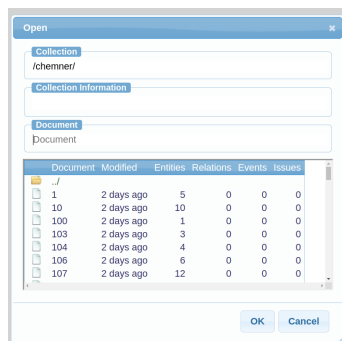 Open
Collection
/chemner/
Collection Information
Document
Document
Document Modified Entities Relations Events Issues
../
1 2 days ago 5 0 0 0
10 2 days ago 10 0 0 0
100 2 days ago 1 0 0 0
103 2 days ago 3 0 0 0
104 2 days ago 4 0 0 0
106 2 days ago 6 0 0 0
107 2 days ago 12 0 0 0
OK Cancel